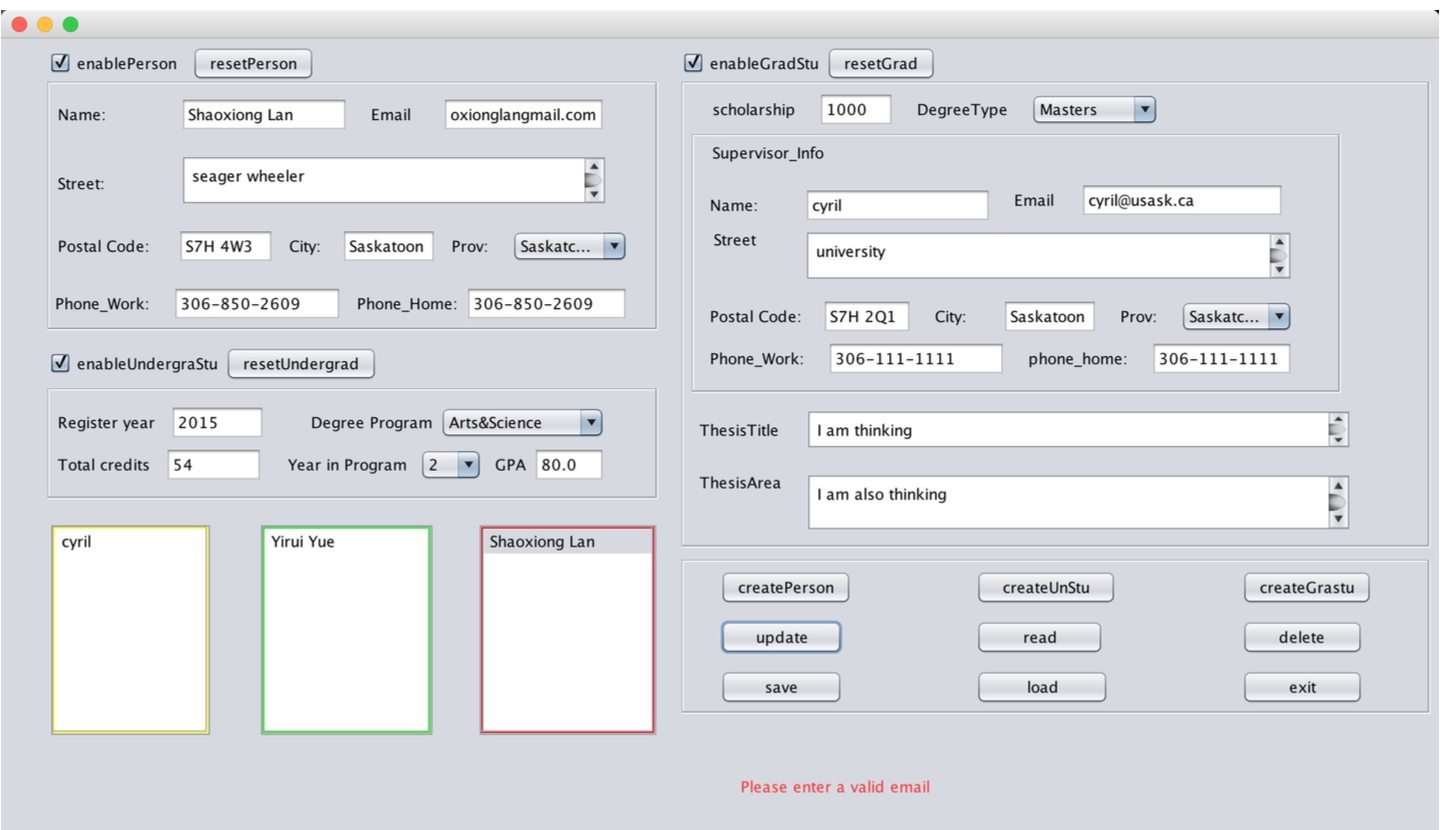 enablePerson resetPerson
Name: Shaoxiong Lan Email oxionglangmail.com
Street: seager wheeler
Postal Code: S7H 4W3 City: Saskatoon Prov: Saskatc...
Phone_Work: 306-850-2609 Phone_Home: 306-850-2609
enableUndergraStu resetUndergrad
Register year 2015 Degree Program Arts&Science
Total credits 54 Year in Program 2 GPA 80.0
cyril Yirui Yue Shaoxiong Lan
enableGradStu resetGrad
scholarship 1000 DegreeType Masters
Supervisor_Info
Name: cyril Email cyril@usask.ca
Street university
Postal Code: S7H 2Q1 City: Saskatoon Prov: Saskatc...
Phone_Work: 306-111-1111 phone_home: 306-111-1111
ThesisTitle I am thinking
ThesisArea I am also thinking
createPerson createUnStu createGrastu
update read delete
save load exit
Please enter a valid email